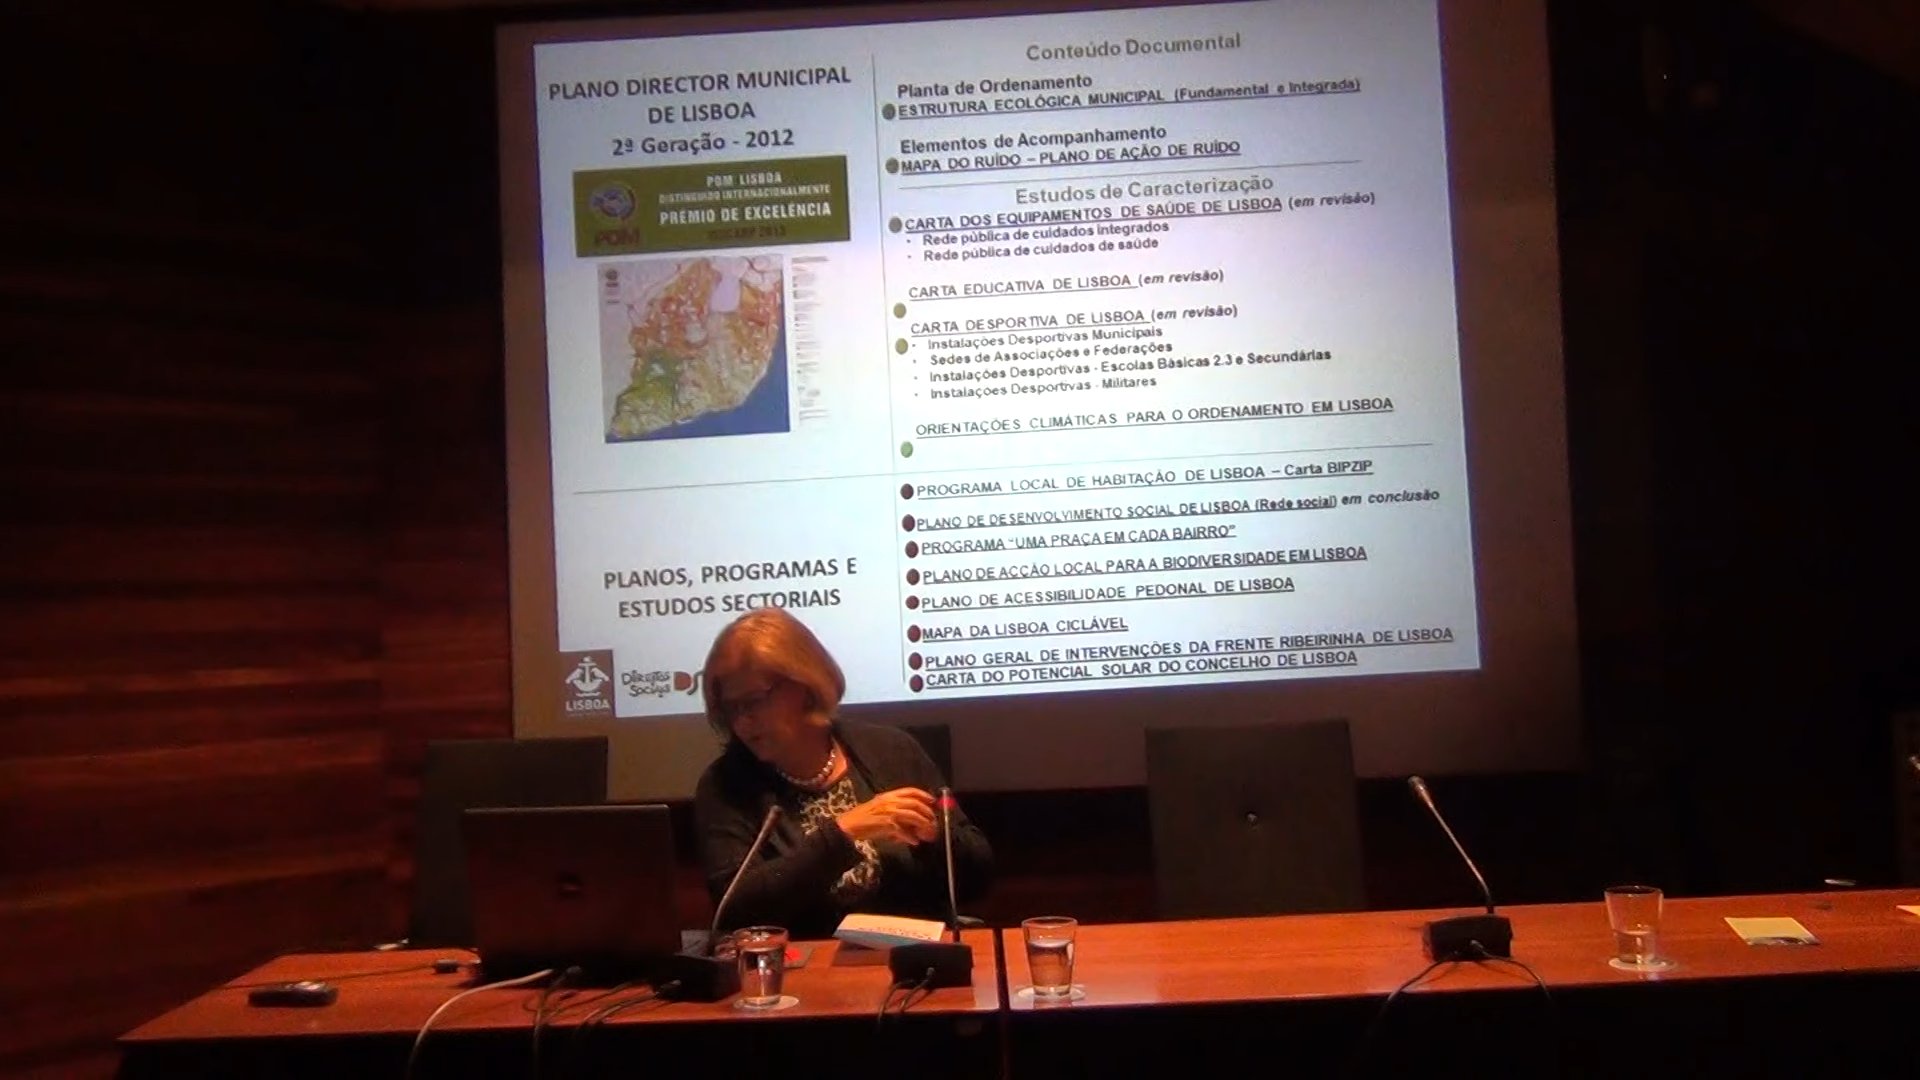 PLANO DIRECTOR MUNICIPAL
DE LISBOA
2ª Geração - 2012
PDM LISBOA
DISTINGUIDO INTERNACIONALMENTE
PRÉMIO DE EXCELÊNCIA
PDM
Conteúdo Documental
Planta de Ordenamento
ESTRUTURA ECOLÓGICA MUNICIPAL (Fundamental e Integrada)
Elementos de Acompanhamento
MAPA DO RUÍDO – PLANO DE AÇÃO DE RUÍDO
Estudos de Caracterização
CARTA DOS EQUIPAMENTOS DE SAÚDE DE LISBOA (em revisão)
· Rede pública de cuidados integrados
· Rede pública de cuidados de saúde
CARTA EDUCATIVA DE LISBOA (em revisão)
CARTA DESPORTIVA DE LISBOA (em revisão)
· Instalações Desportivas Municipais
· Sedes de Associações e Federações
· Instalações Desportivas - Escolas Básicas 2.3 e Secundárias
· Instalações Desportivas - Militares
ORIENTAÇÕES CLIMÁTICAS PARA O ORDENAMENTO EM LISBOA
PLANOS, PROGRAMAS E
ESTUDOS SECTORIAIS
PROGRAMA LOCAL DE HABITAÇÃO DE LISBOA – Carta BIPZIP
PLANO DE DESENVOLVIMENTO SOCIAL DE LISBOA (Rede social) em conclusão
PROGRAMA "UMA PRAÇA EM CADA BAIRRO"
PLANO DE ACÇÃO LOCAL PARA A BIODIVERSIDADE EM LISBOA
PLANO DE ACESSIBILIDADE PEDONAL DE LISBOA
MAPA DA LISBOA CICLÁVEL
PLANO GERAL DE INTERVENÇÕES DA FRENTE RIBEIRINHA DE LISBOA
CARTA DO POTENCIAL SOLAR DO CONCELHO DE LISBOA
LISBOA
Direitos
Sociais